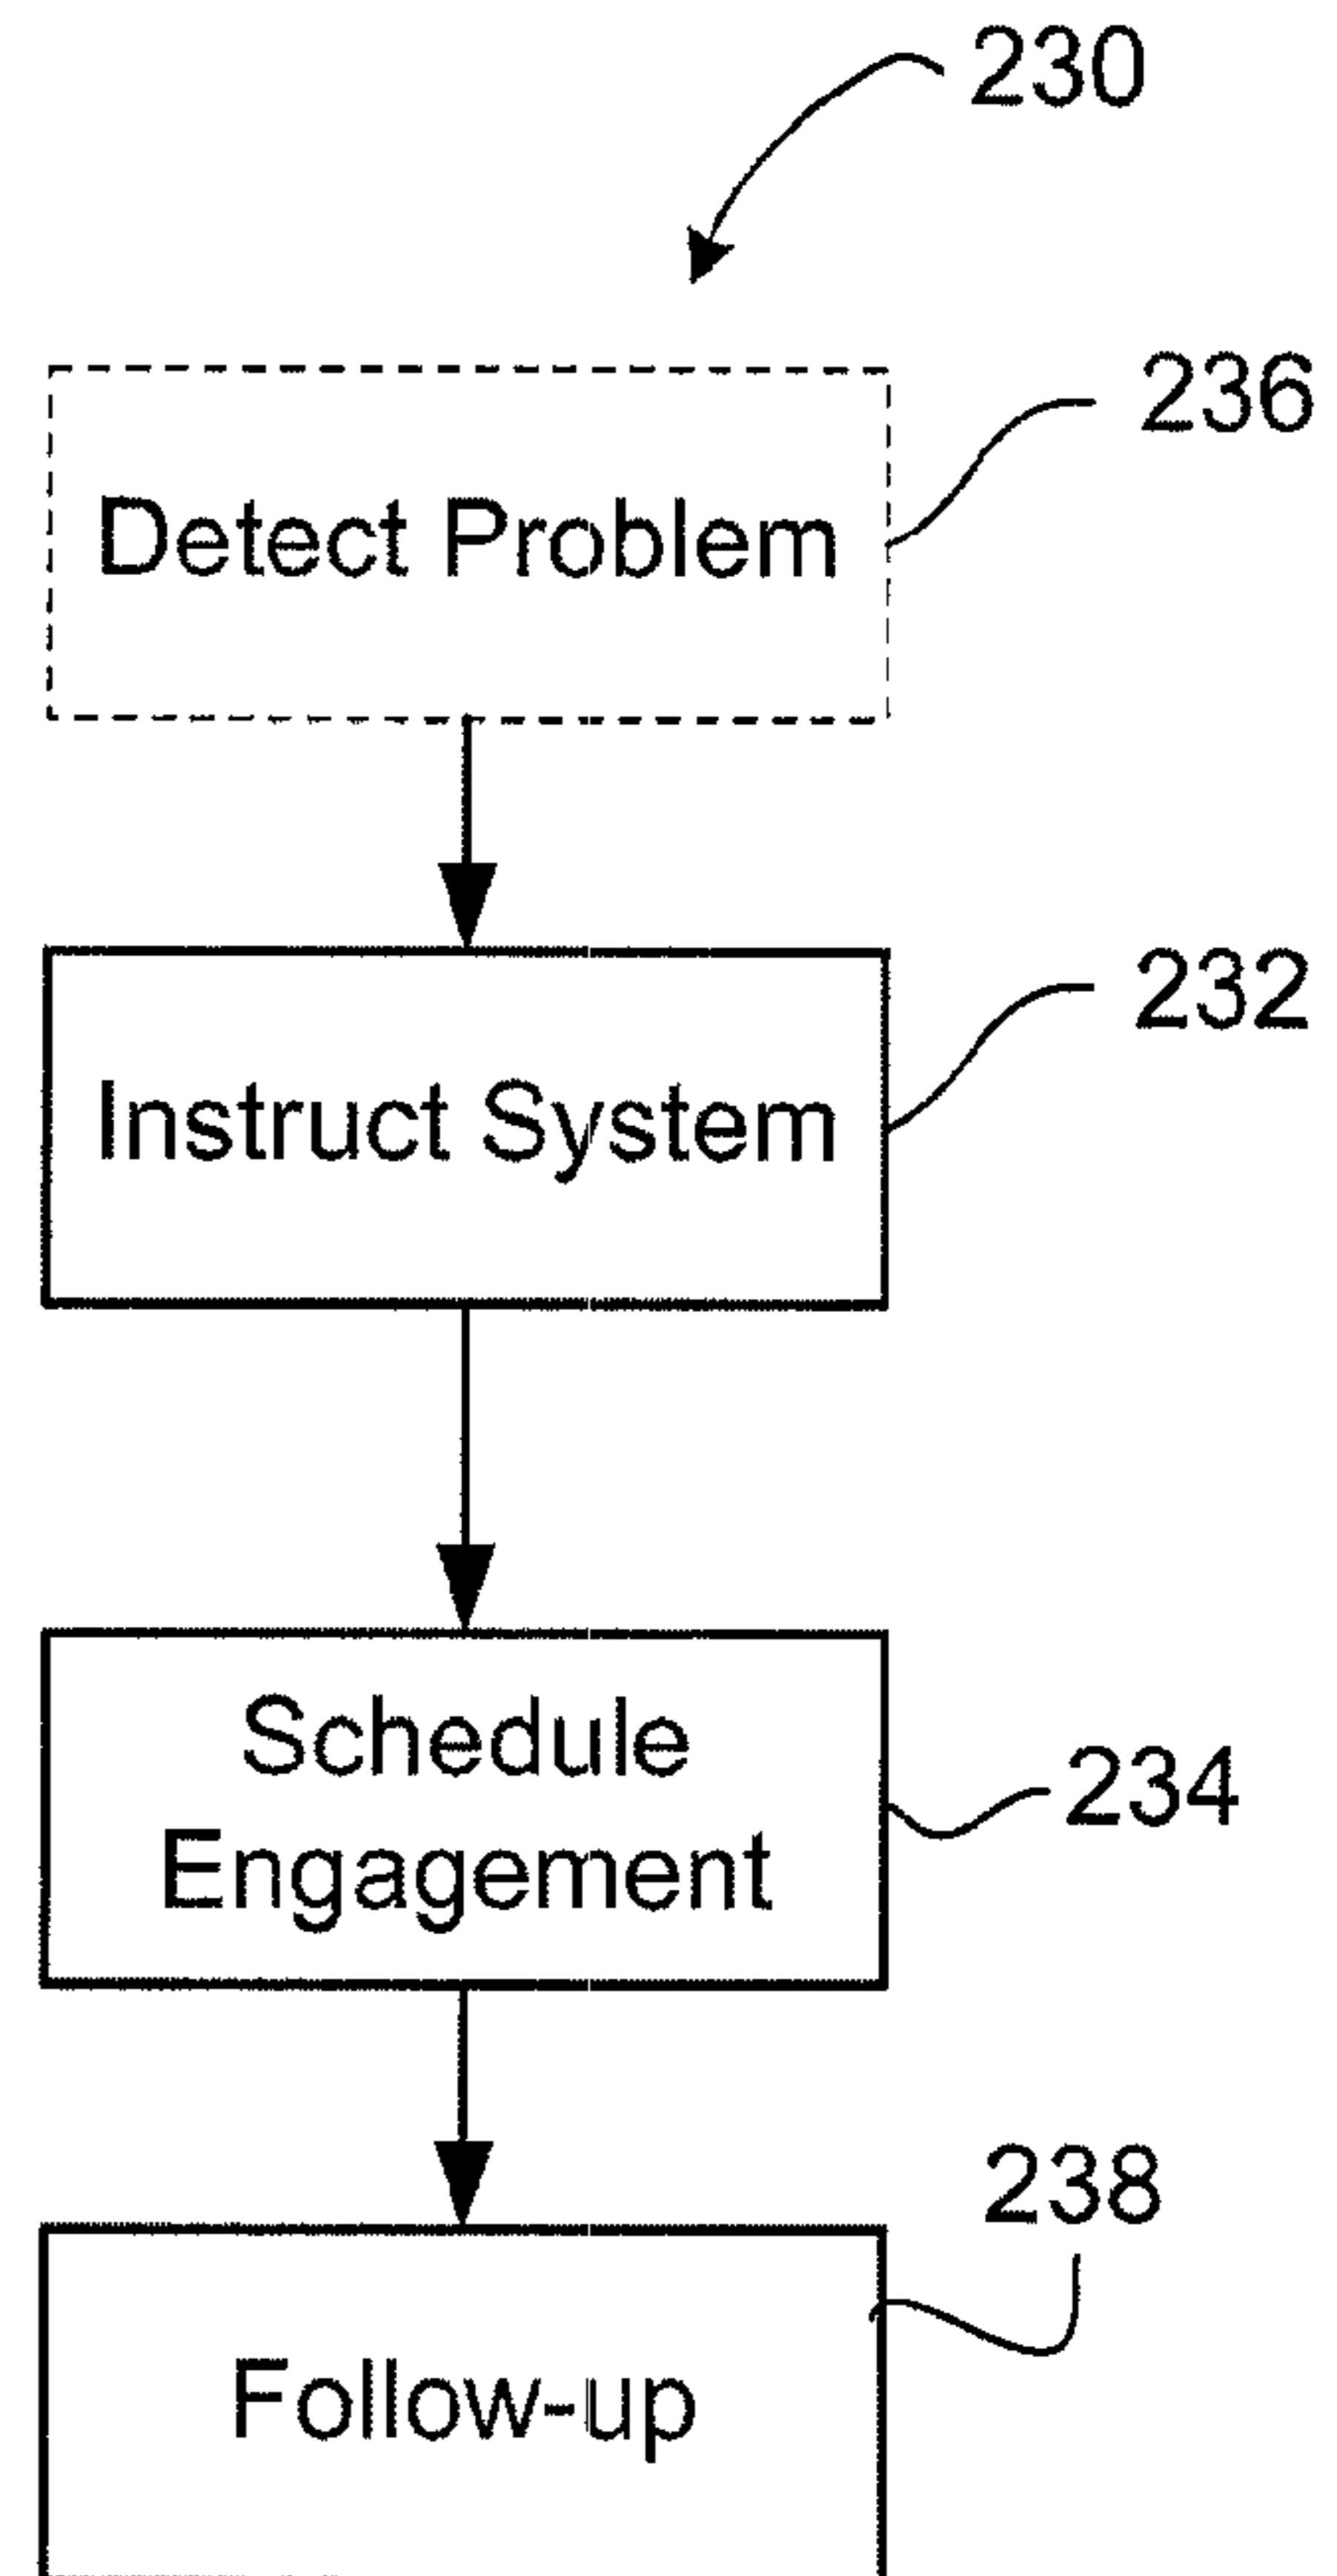 230
236
Detect Problem
232
Instruct System
Schedule
234
Engagement
238
Follow-up